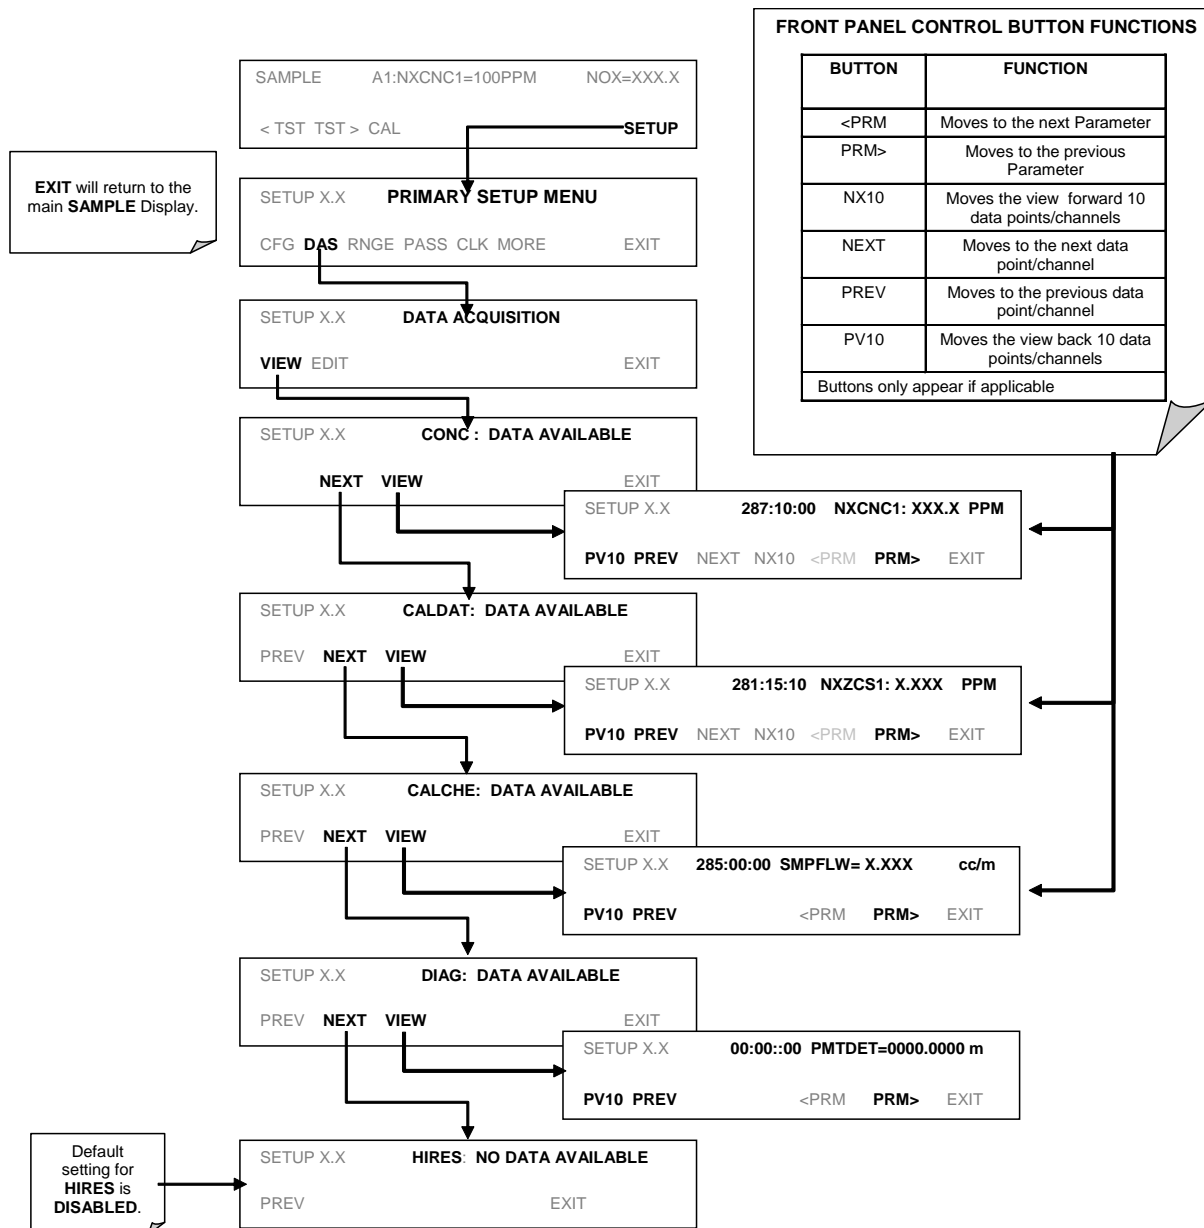 FRONT PANEL CONTROL BUTTON FUNCTIONS
BUTTON FUNCTION
<PRM Moves to the next Parameter
PRM> Moves to the previous
Parameter
NX10 Moves the view forward 10
data points/channels
NEXT Moves to the next data
point/channel
PREV Moves to the previous data
point/channel
PV10 Moves the view back 10 data
points/channels
Buttons only appear if applicable
SAMPLE A1:NXCNC1=100PPM NOX=XXX.X
< TST TST > CAL SETUP
EXIT will return to the
main SAMPLE Display.
SETUP X.X PRIMARY SETUP MENU
CFG DAS RNGE PASS CLK MORE EXIT
SETUP X.X DATA ACQUISITION
VIEW EDIT EXIT
SETUP X.X CONC : DATA AVAILABLE
NEXT VIEW EXIT
SETUP X.X 287:10:00 NXCNC1: XXX.X PPM
PV10 PREV NEXT NX10 <PRM PRM> EXIT
SETUP X.X CALDAT: DATA AVAILABLE
PREV NEXT VIEW EXIT
SETUP X.X 281:15:10 NXZCS1: X.XXX PPM
PV10 PREV NEXT NX10 <PRM PRM> EXIT
SETUP X.X CALCHE: DATA AVAILABLE
PREV NEXT VIEW EXIT
SETUP X.X 285:00:00 SMPFLW= X.XXX cc/m
PV10 PREV <PRM PRM> EXIT
SETUP X.X DIAG: DATA AVAILABLE
PREV NEXT VIEW EXIT
SETUP X.X 00:00::00 PMTDET=0000.0000 m
PV10 PREV <PRM PRM> EXIT
Default
setting for
HIRES is
DISABLED.
SETUP X.X HIRES: NO DATA AVAILABLE
PREV EXIT